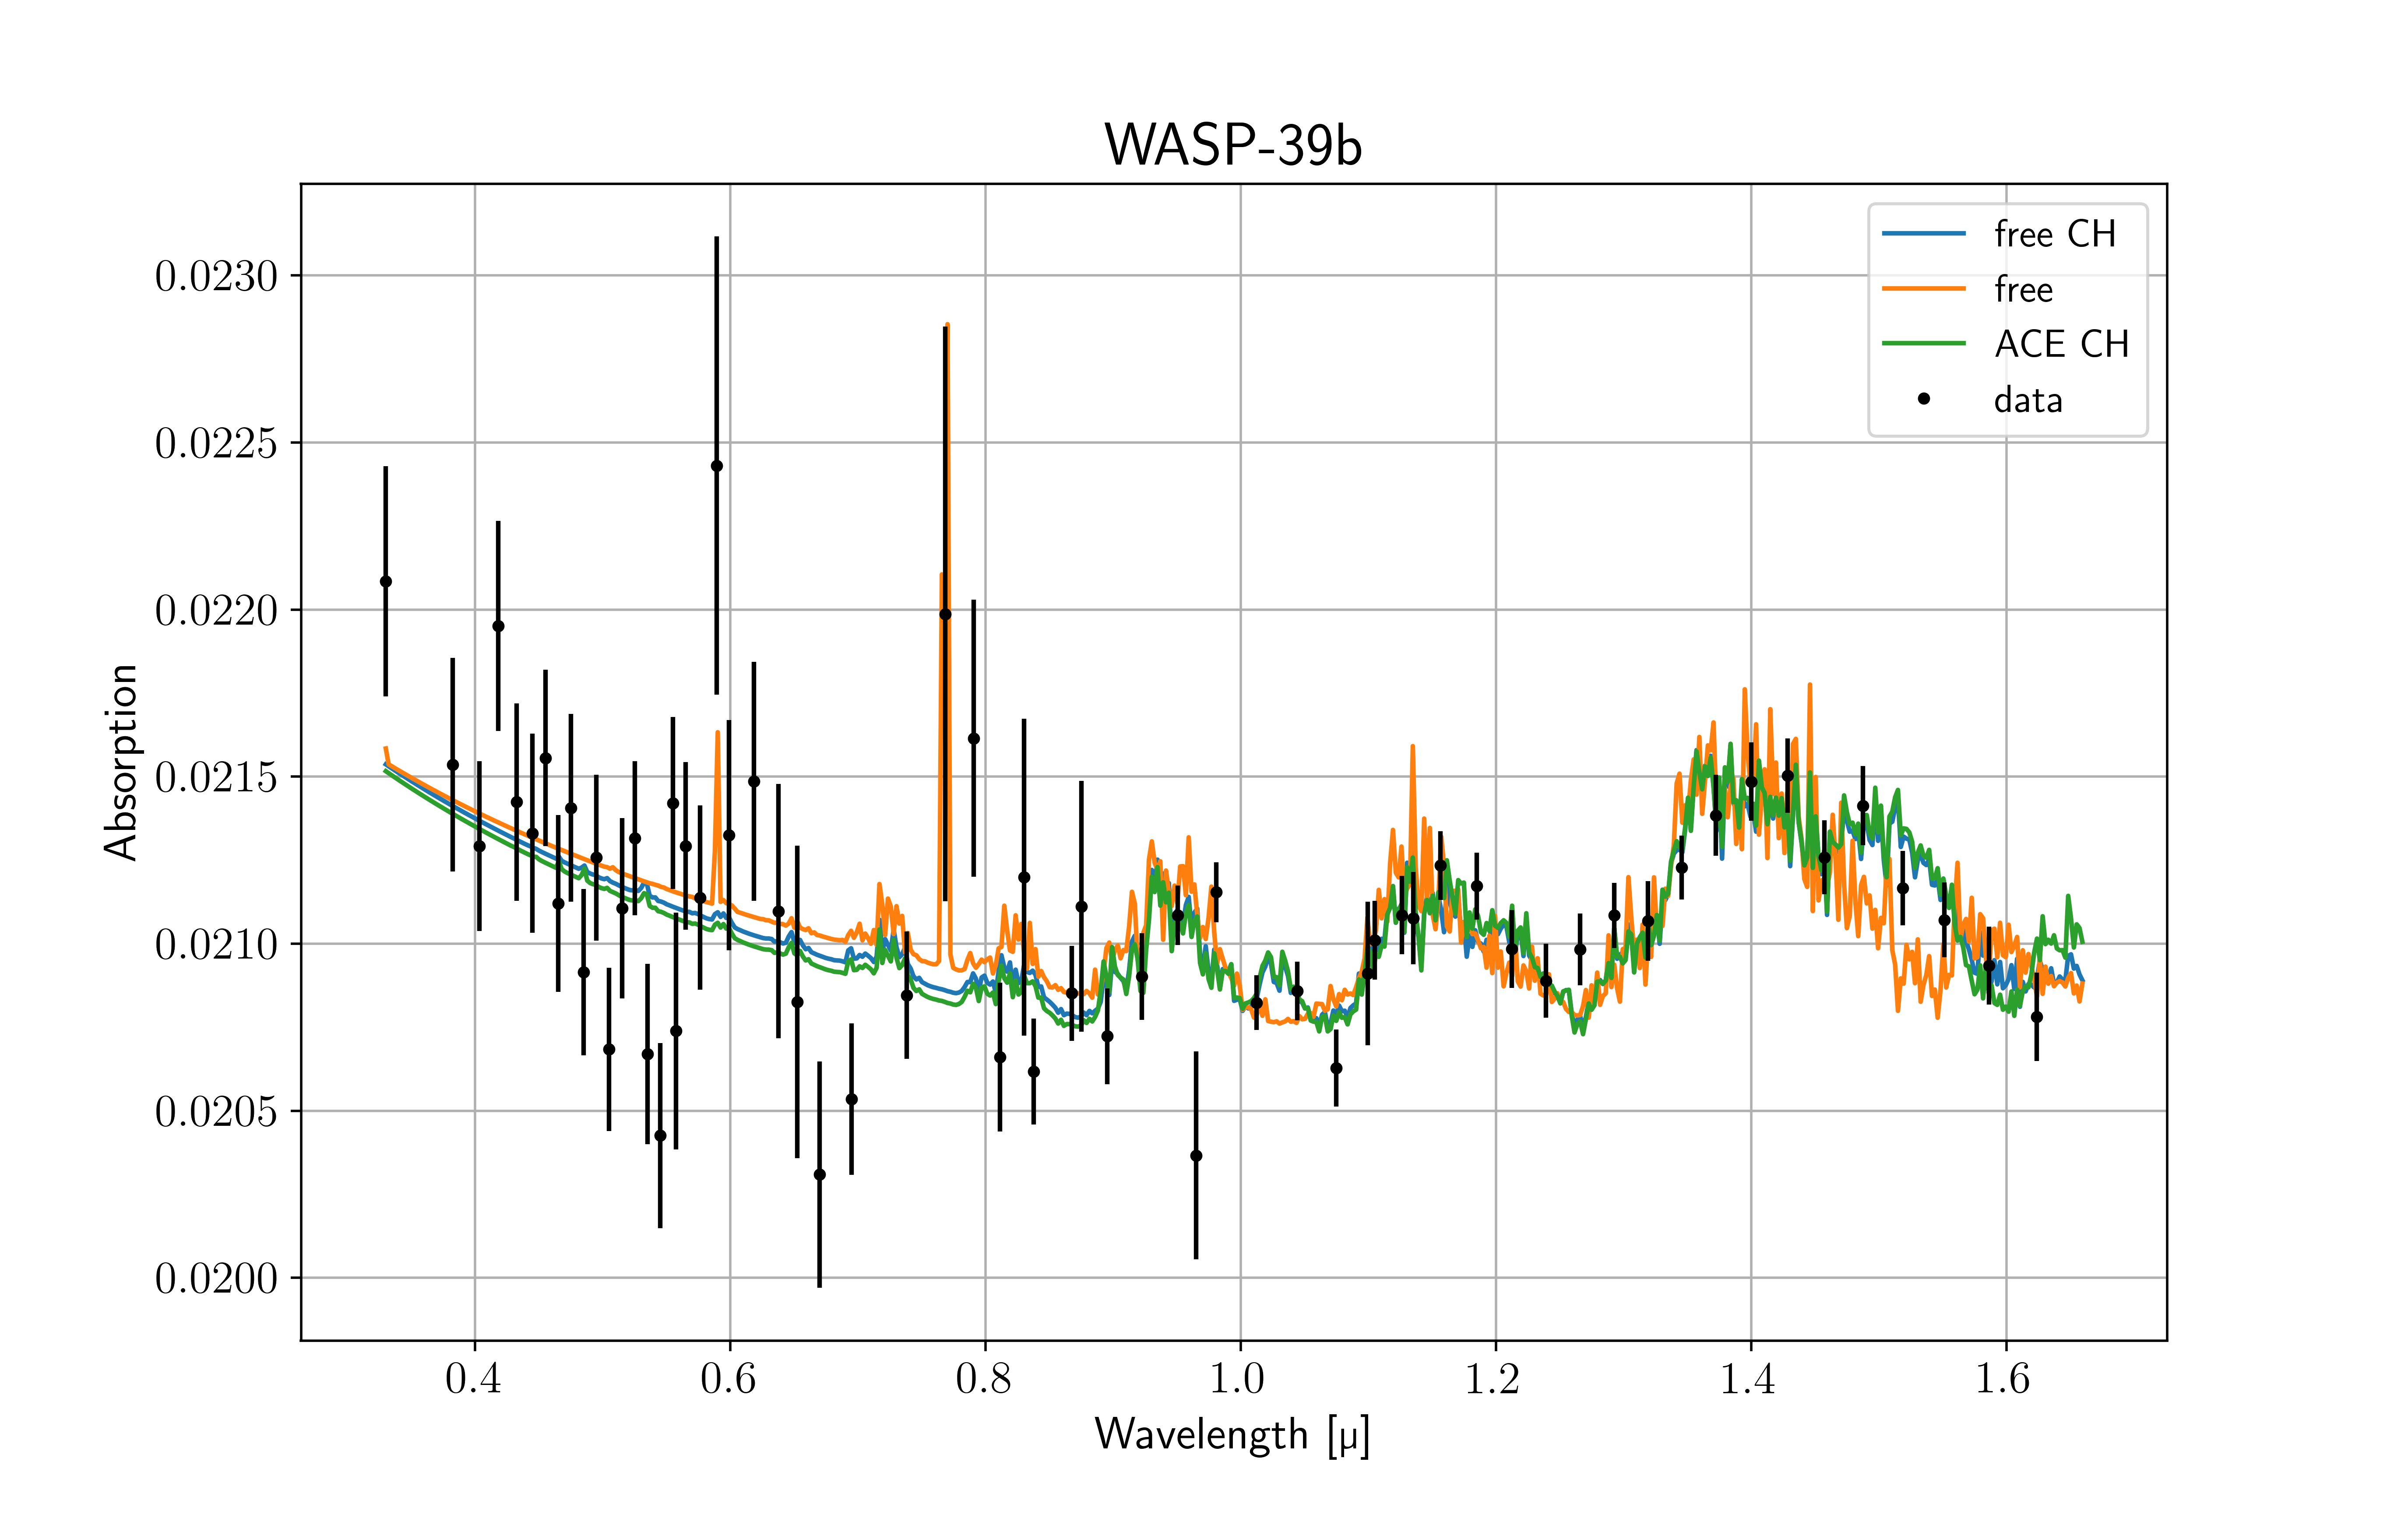 WASP-39b
free CH
free
ACE CH
data
0.0230
0.0225
0.0220
0.0215
0.0210
0.0205
0.0200
Absorption
0.4 0.6 0.8 1.0 1.2 1.4 1.6
Wavelength [μ]